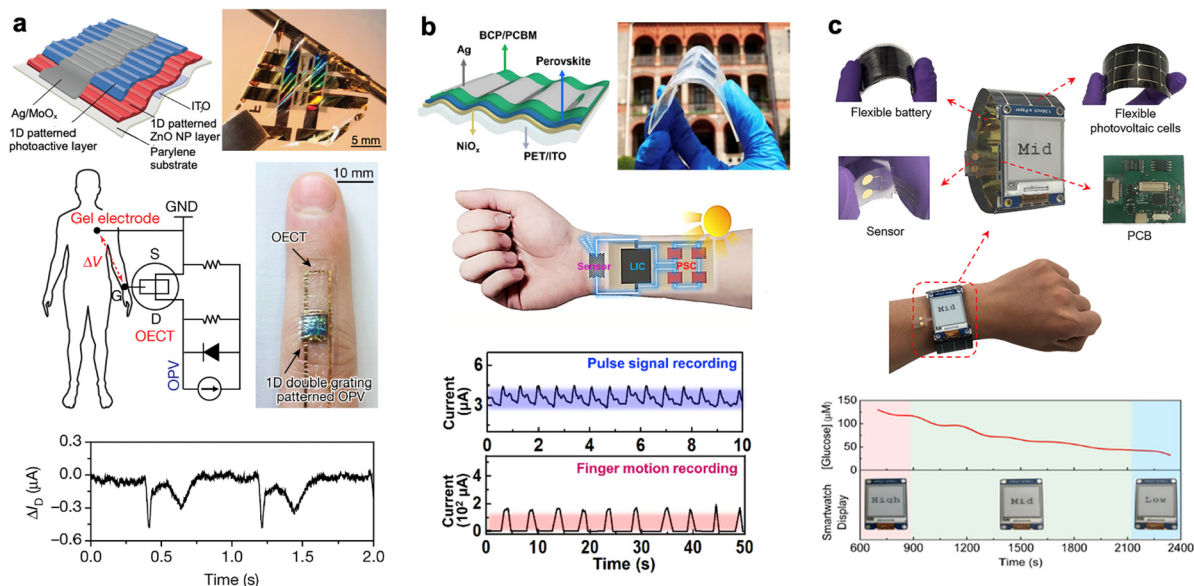 a
Ag/MoOₓ
1D patterned
photoactive layer
ITO
1D patterned
ZnO NP layer
Parylene
substrate
5 mm
Gel electrode
GND
ΔV
S
G
D
OECT
OPV
10 mm
OECT
1D double grating
patterned OPV
0.3
0.0
−0.3
−0.6
ΔI_D (μA)
0.0 0.5 1.0 1.5 2.0
Time (s)
b
BCP/PCBM
Ag
Perovskite
NiOₓ
PET/ITO
Sensor
LIC
PSC
Pulse signal recording
6
3
0
Current
(μA)
0 2 4 6 8 10
Finger motion recording
4
2
0
Current
(10² μA)
0 10 20 30 40 50
Time (s)
c
Flexible battery
Flexible
photovoltaic cells
Mid
Sensor
PCB
Mid
150
100
50
0
[Glucose] (μM)
Smartwatch
Display
High
Mid
Low
600 900 1200 1500 1800 2100 2400
Time (s)